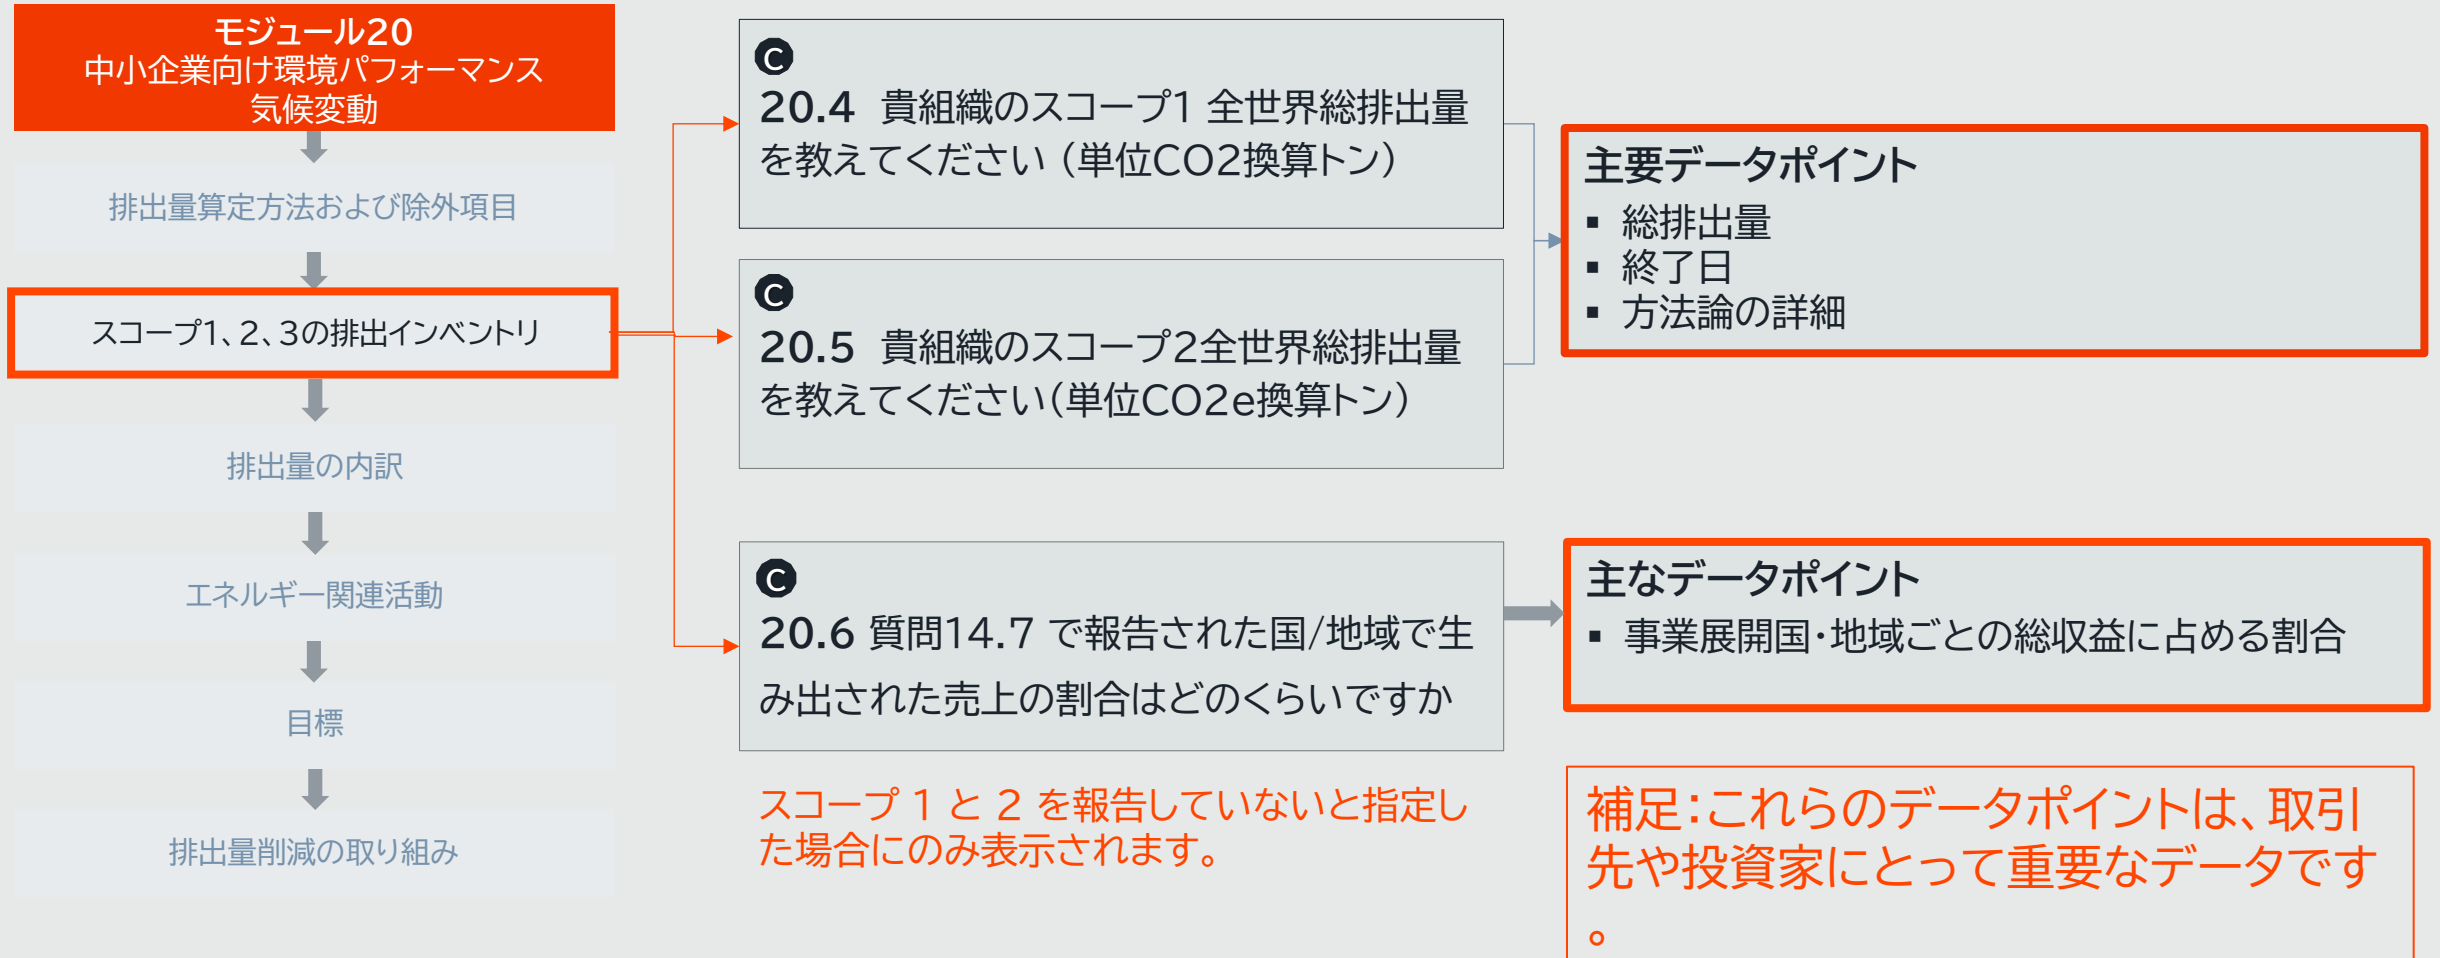 モジュール20
中小企業向け環境パフォーマンス
気候変動
排出量算定方法および除外項目
スコープ1、2、3の排出インベントリ
排出量の内訳
エネルギー関連活動
目標
排出量削減の取り組み
C
20.4 貴組織のスコープ1 全世界総排出量
を教えてください（単位CO2換算トン）
C
20.5 貴組織のスコープ2全世界総排出量
を教えてください（単位CO2e換算トン）
C
20.6 質問14.7 で報告された国/地域で生
み出された売上の割合はどのくらいですか
スコープ 1 と 2 を報告していないと指定し
た場合にのみ表示されます。
主要データポイント
▪ 総排出量
▪ 終了日
▪ 方法論の詳細
主なデータポイント
▪ 事業展開国・地域ごとの総収益に占める割合
補足：これらのデータポイントは、取引
先や投資家にとって重要なデータです
。